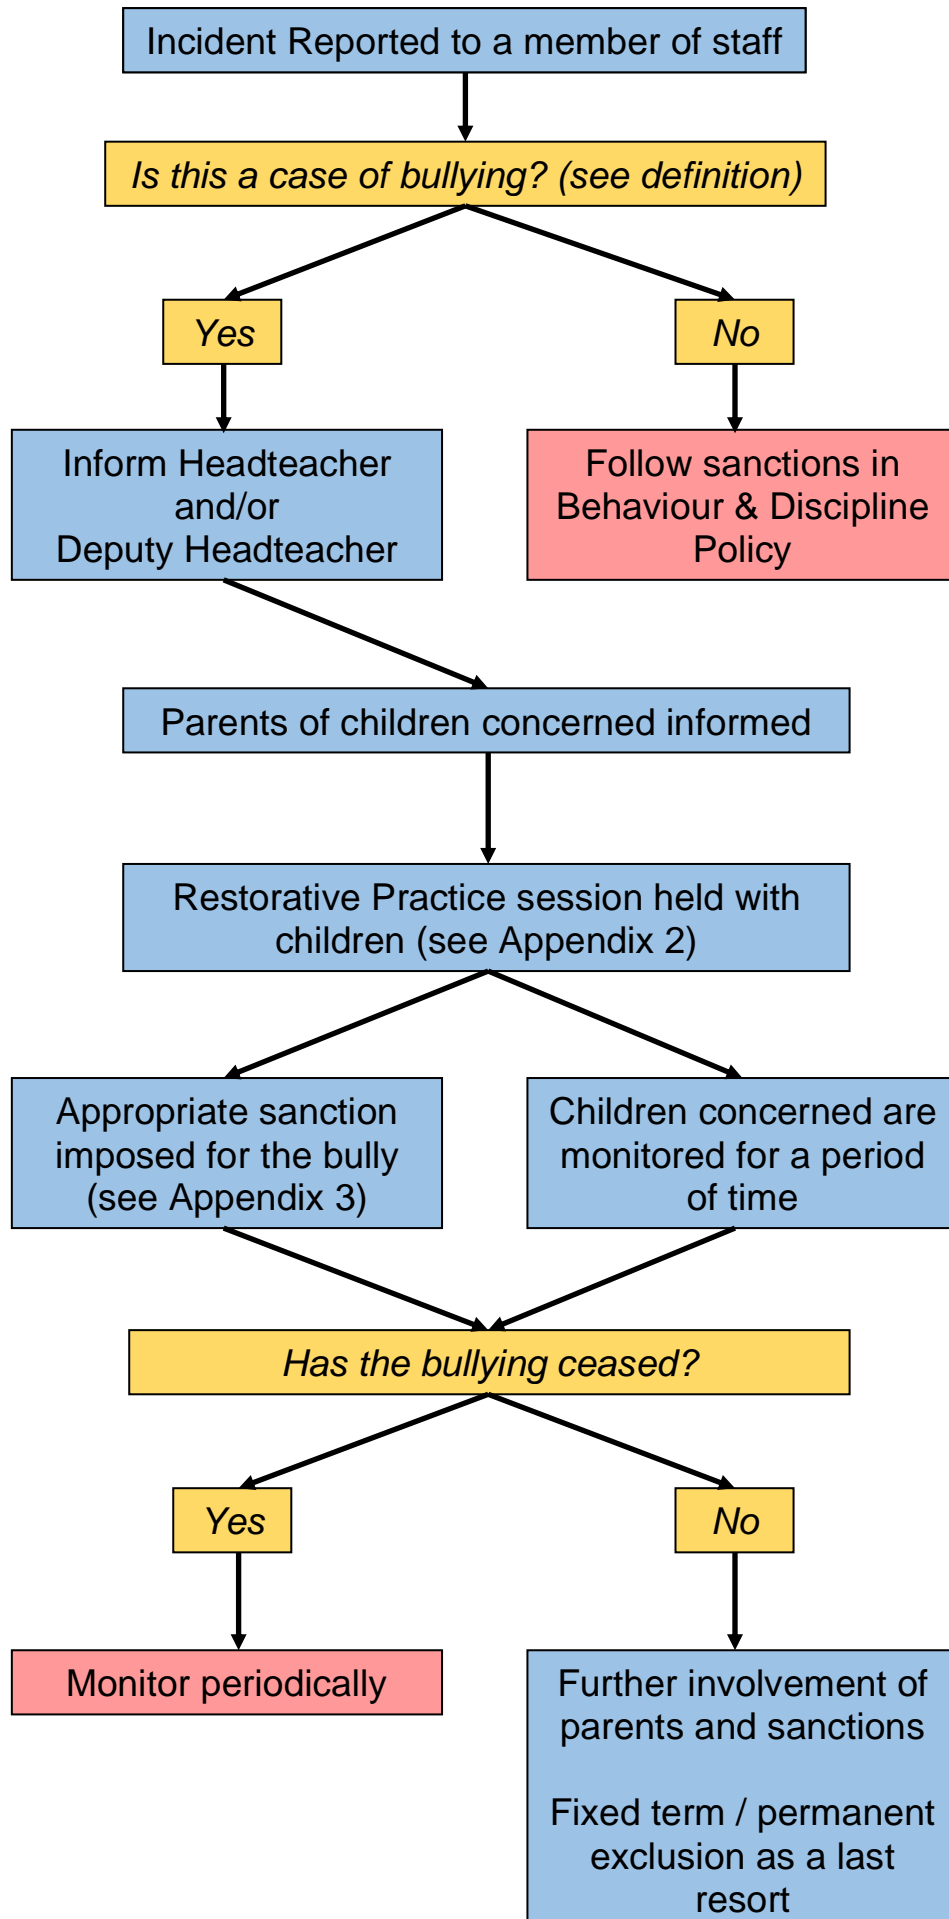 Incident Reported to a member of staff
Is this a case of bullying? (see definition)
Yes
No
Inform Headteacher
and/or
Deputy Headteacher
Follow sanctions in
Behaviour & Discipline
Policy
Parents of children concerned informed
Restorative Practice session held with
children (see Appendix 2)
Appropriate sanction
imposed for the bully
(see Appendix 3)
Children concerned are
monitored for a period
of time
Has the bullying ceased?
Yes
No
Monitor periodically
Further involvement of
parents and sanctions
Fixed term / permanent
exclusion as a last
resort